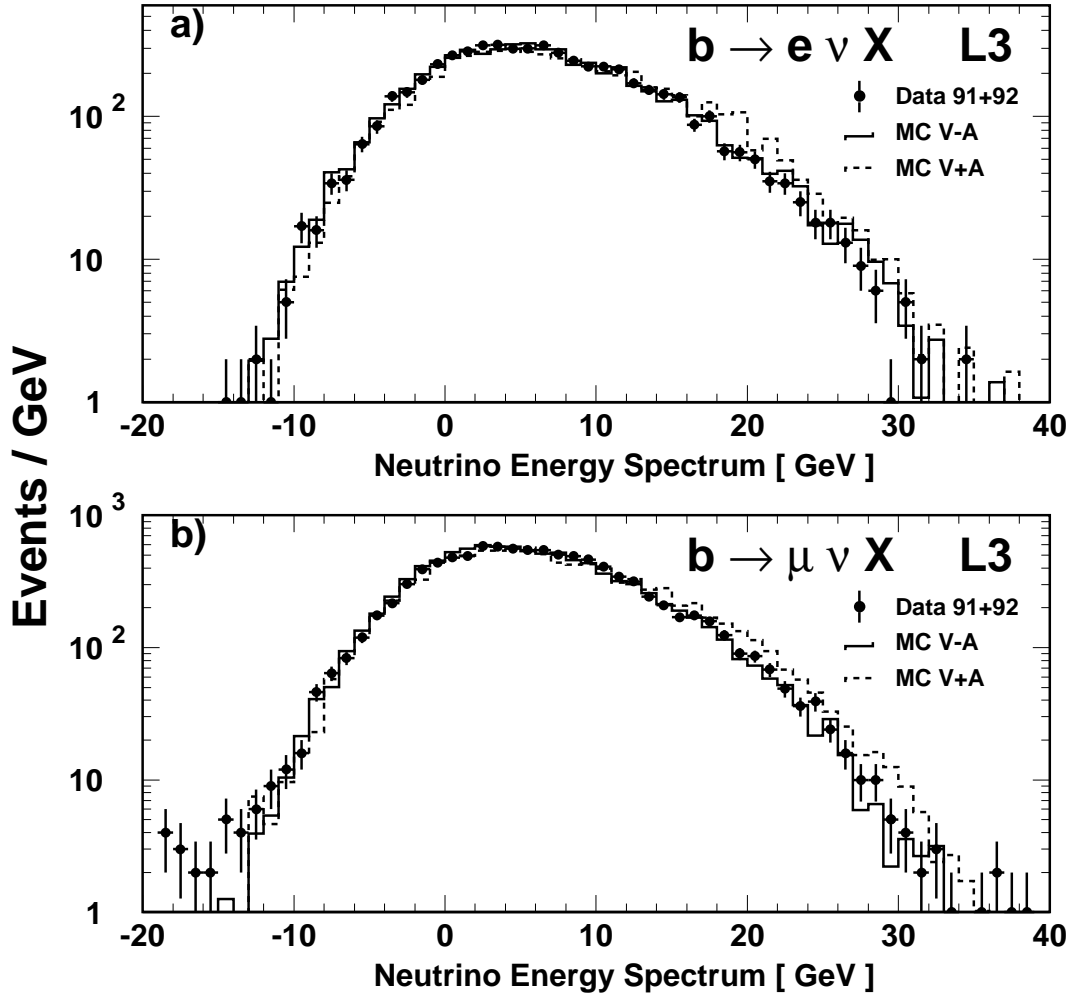 Events / GeV
a)
b → e ν X L3
Data 91+92
MC V-A
MC V+A
10 2
10
1
-20 -10 0 10 20 30 40
Neutrino Energy Spectrum [ GeV ]
10 3
b)
b → μ ν X L3
Data 91+92
MC V-A
MC V+A
10 2
10
1
-20 -10 0 10 20 30 40
Neutrino Energy Spectrum [ GeV ]